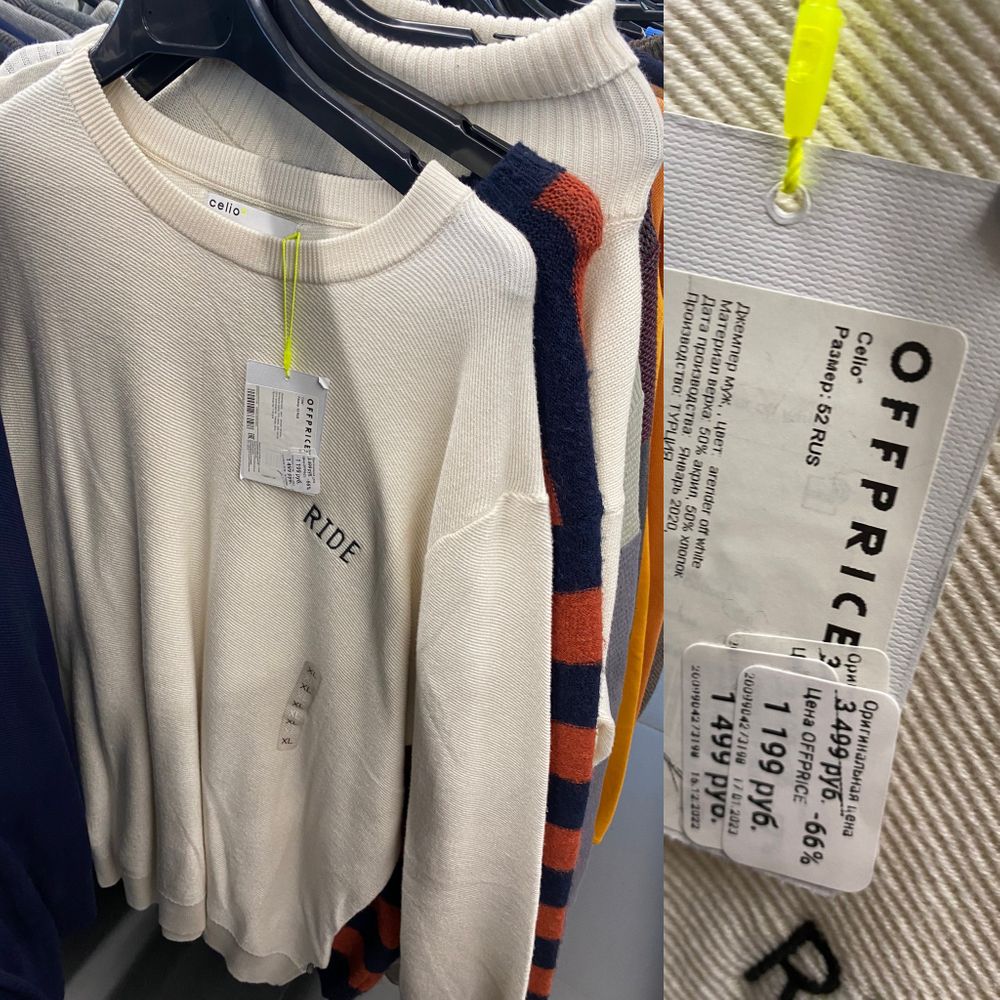 celio*
OFFPRICE
RIDE
XL
XL
XL
XL
XL
OFFPRICE
Celio*
Размер: 52 RUS
Джемпер муж., , цвет: arender off white
Материал верха: 50% акрил, 50% хлопок
Дата производства: Январь 2020,
Производство: ТУРЦИЯ
Оригинальная цена
3 499 руб.
Цена OFFPRICE -66%
1 199 руб.
17.01.2023
1 499 руб.
16.12.2022
R